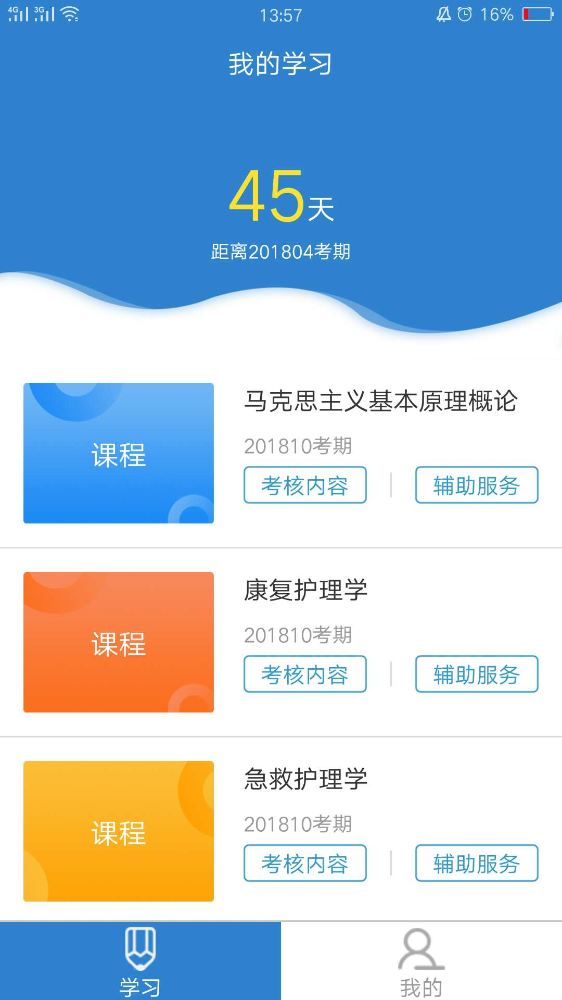 4G 3G 13:57 16%
我的学习
45天
距离201804考期
课程
马克思主义基本原理概论
201810考期
考核内容 辅助服务
课程
康复护理学
201810考期
考核内容 辅助服务
课程
急救护理学
201810考期
考核内容 辅助服务
学习 我的